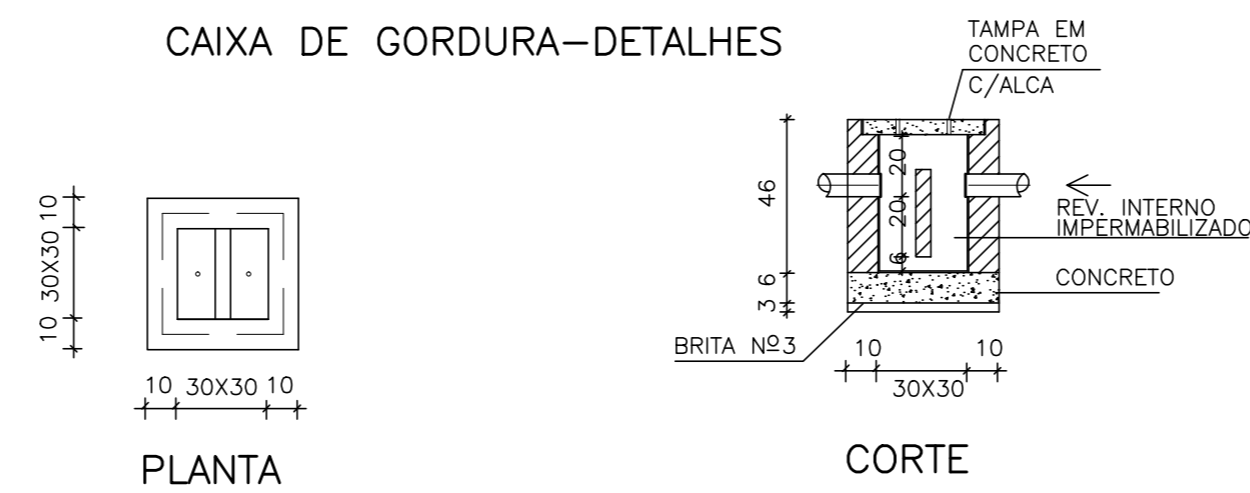 CAIXA DE GORDURA-DETALHES
TAMPA EM
CONCRETO
C/ALCA
10
30X30
10
10 30X30 10
PLANTA
46
6
3
20
20
6
REV. INTERNO
IMPERMABILIZADO
CONCRETO
BRITA Nº3
10
30X30
10
CORTE